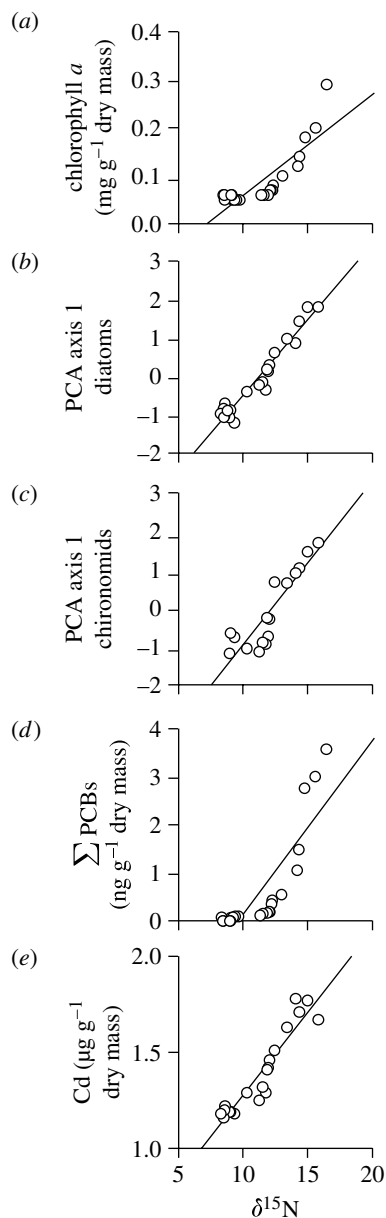 (a)
chlorophyll a
(mg g⁻¹ dry mass)
0.4
0.3
0.2
0.1
0.0
(b)
PCA axis 1
diatoms
3
2
1
0
−1
−2
(c)
PCA axis 1
chironomids
3
2
1
0
−1
−2
(d)
∑ PCBs
(ng g⁻¹ dry mass)
4
3
2
1
0
(e)
Cd (μg g⁻¹
dry mass)
2.0
1.5
1.0
5 10 15 20
δ¹⁵N